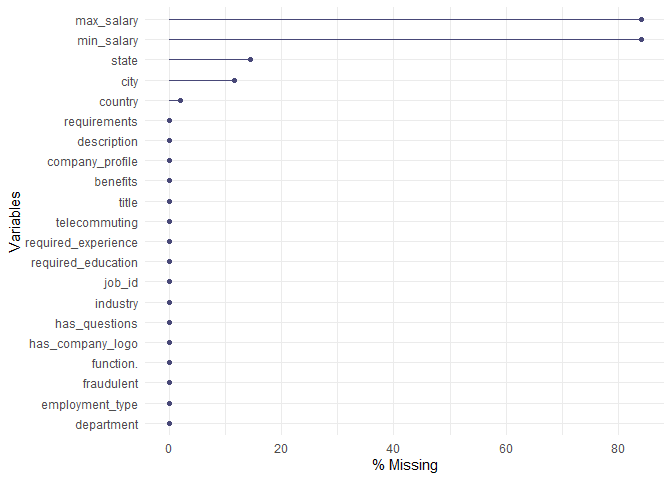 max_salary
min_salary
state
city
country
requirements
description
company_profile
benefits
title
telecommuting
required_experience
required_education
job_id
industry
has_questions
has_company_logo
function.
fraudulent
employment_type
department
Variables
0 20 40 60 80
% Missing